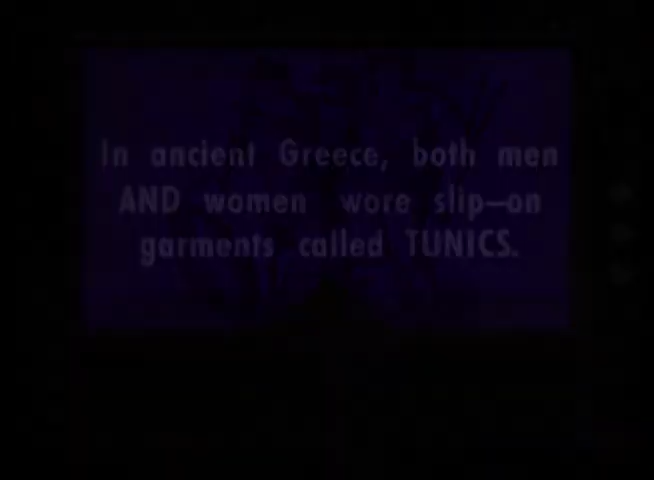 In ancient Greece, both men
AND women wore slip—on
garments called TUNICS.